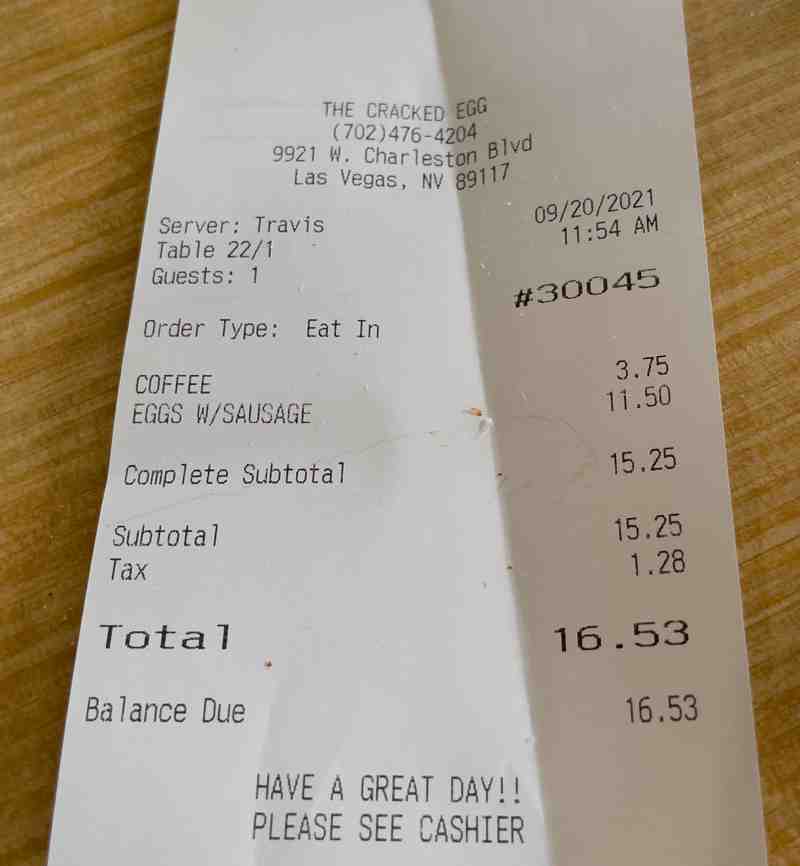 THE CRACKED EGG
(702)476-4204
9921 W. Charleston Blvd
Las Vegas, NV 89117
Server: Travis 09/20/2021
Table 22/1 11:54 AM
Guests: 1
#30045
Order Type: Eat In
COFFEE 3.75
EGGS W/SAUSAGE 11.50
Complete Subtotal 15.25
Subtotal 15.25
Tax 1.28
Total 16.53
Balance Due 16.53
HAVE A GREAT DAY!!
PLEASE SEE CASHIER